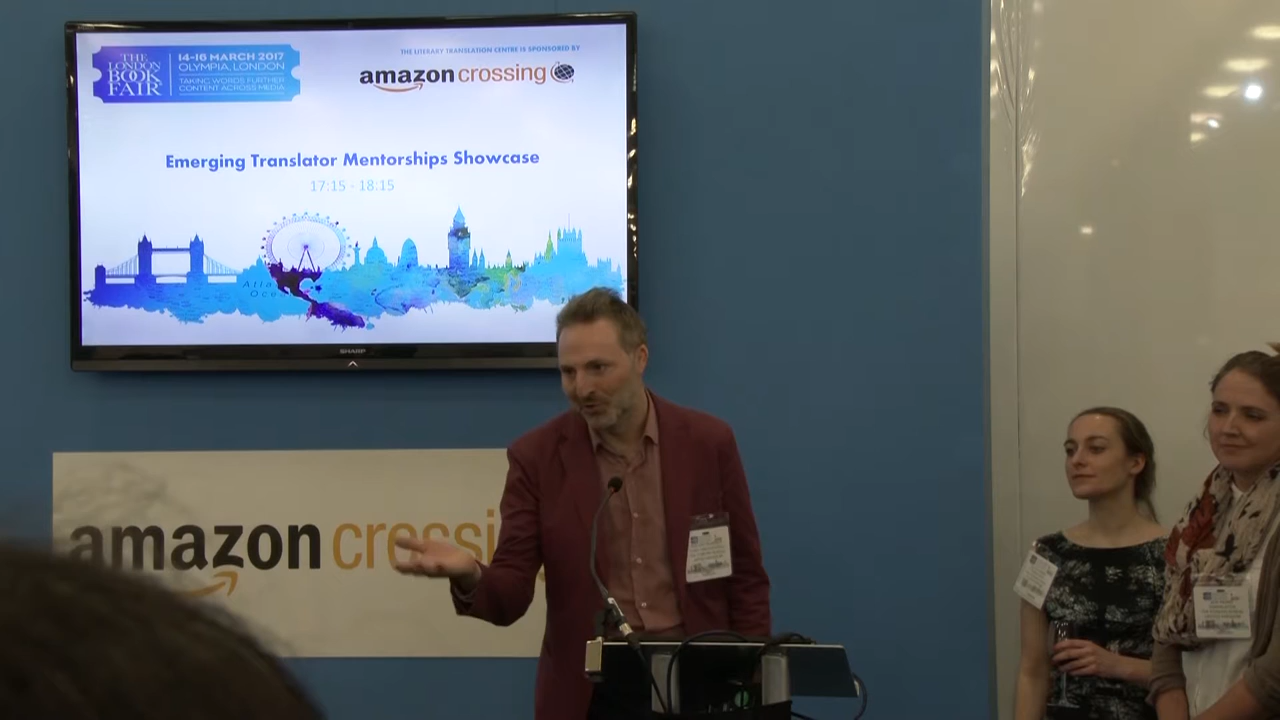 THE
LONDON
BOOK
FAIR
14-16 MARCH 2017
OLYMPIA, LONDON
TAKING WORDS FURTHER
CONTENT ACROSS MEDIA
THE LITERARY TRANSLATION CENTRE IS SPONSORED BY
amazon crossing
Emerging Translator Mentorships Showcase
17:15 - 18:15
SHARP
amazon crossi